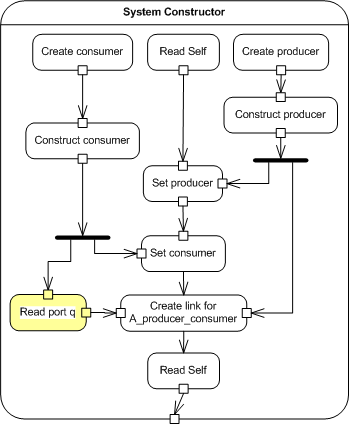 System Constructor
Create consumer
Read Self
Create producer
Construct producer
Construct consumer
Set producer
Set consumer
Read port q
Create link for
A_producer_consumer
Read Self